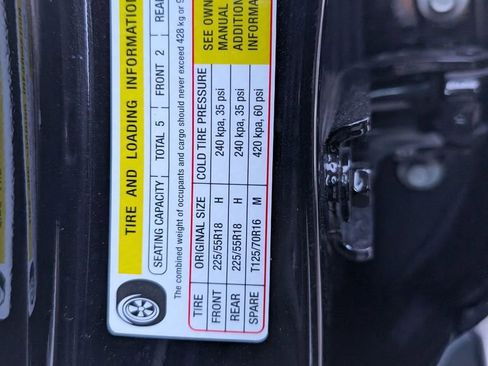 TIRE AND LOADING INFORMATION
SEATING CAPACITY TOTAL 5 FRONT 2 REAR
The combined weight of occupants and cargo should never exceed 428 kg or
TIRE ORIGINAL SIZE COLD TIRE PRESSURE
FRONT 225/55R18 H 240 kpa, 35 psi
REAR 225/55R18 H 240 kpa, 35 psi
SPARE T125/70R16 M 420 kpa, 60 psi
SEE OWN
MANUAL
ADDITION
INFORMA